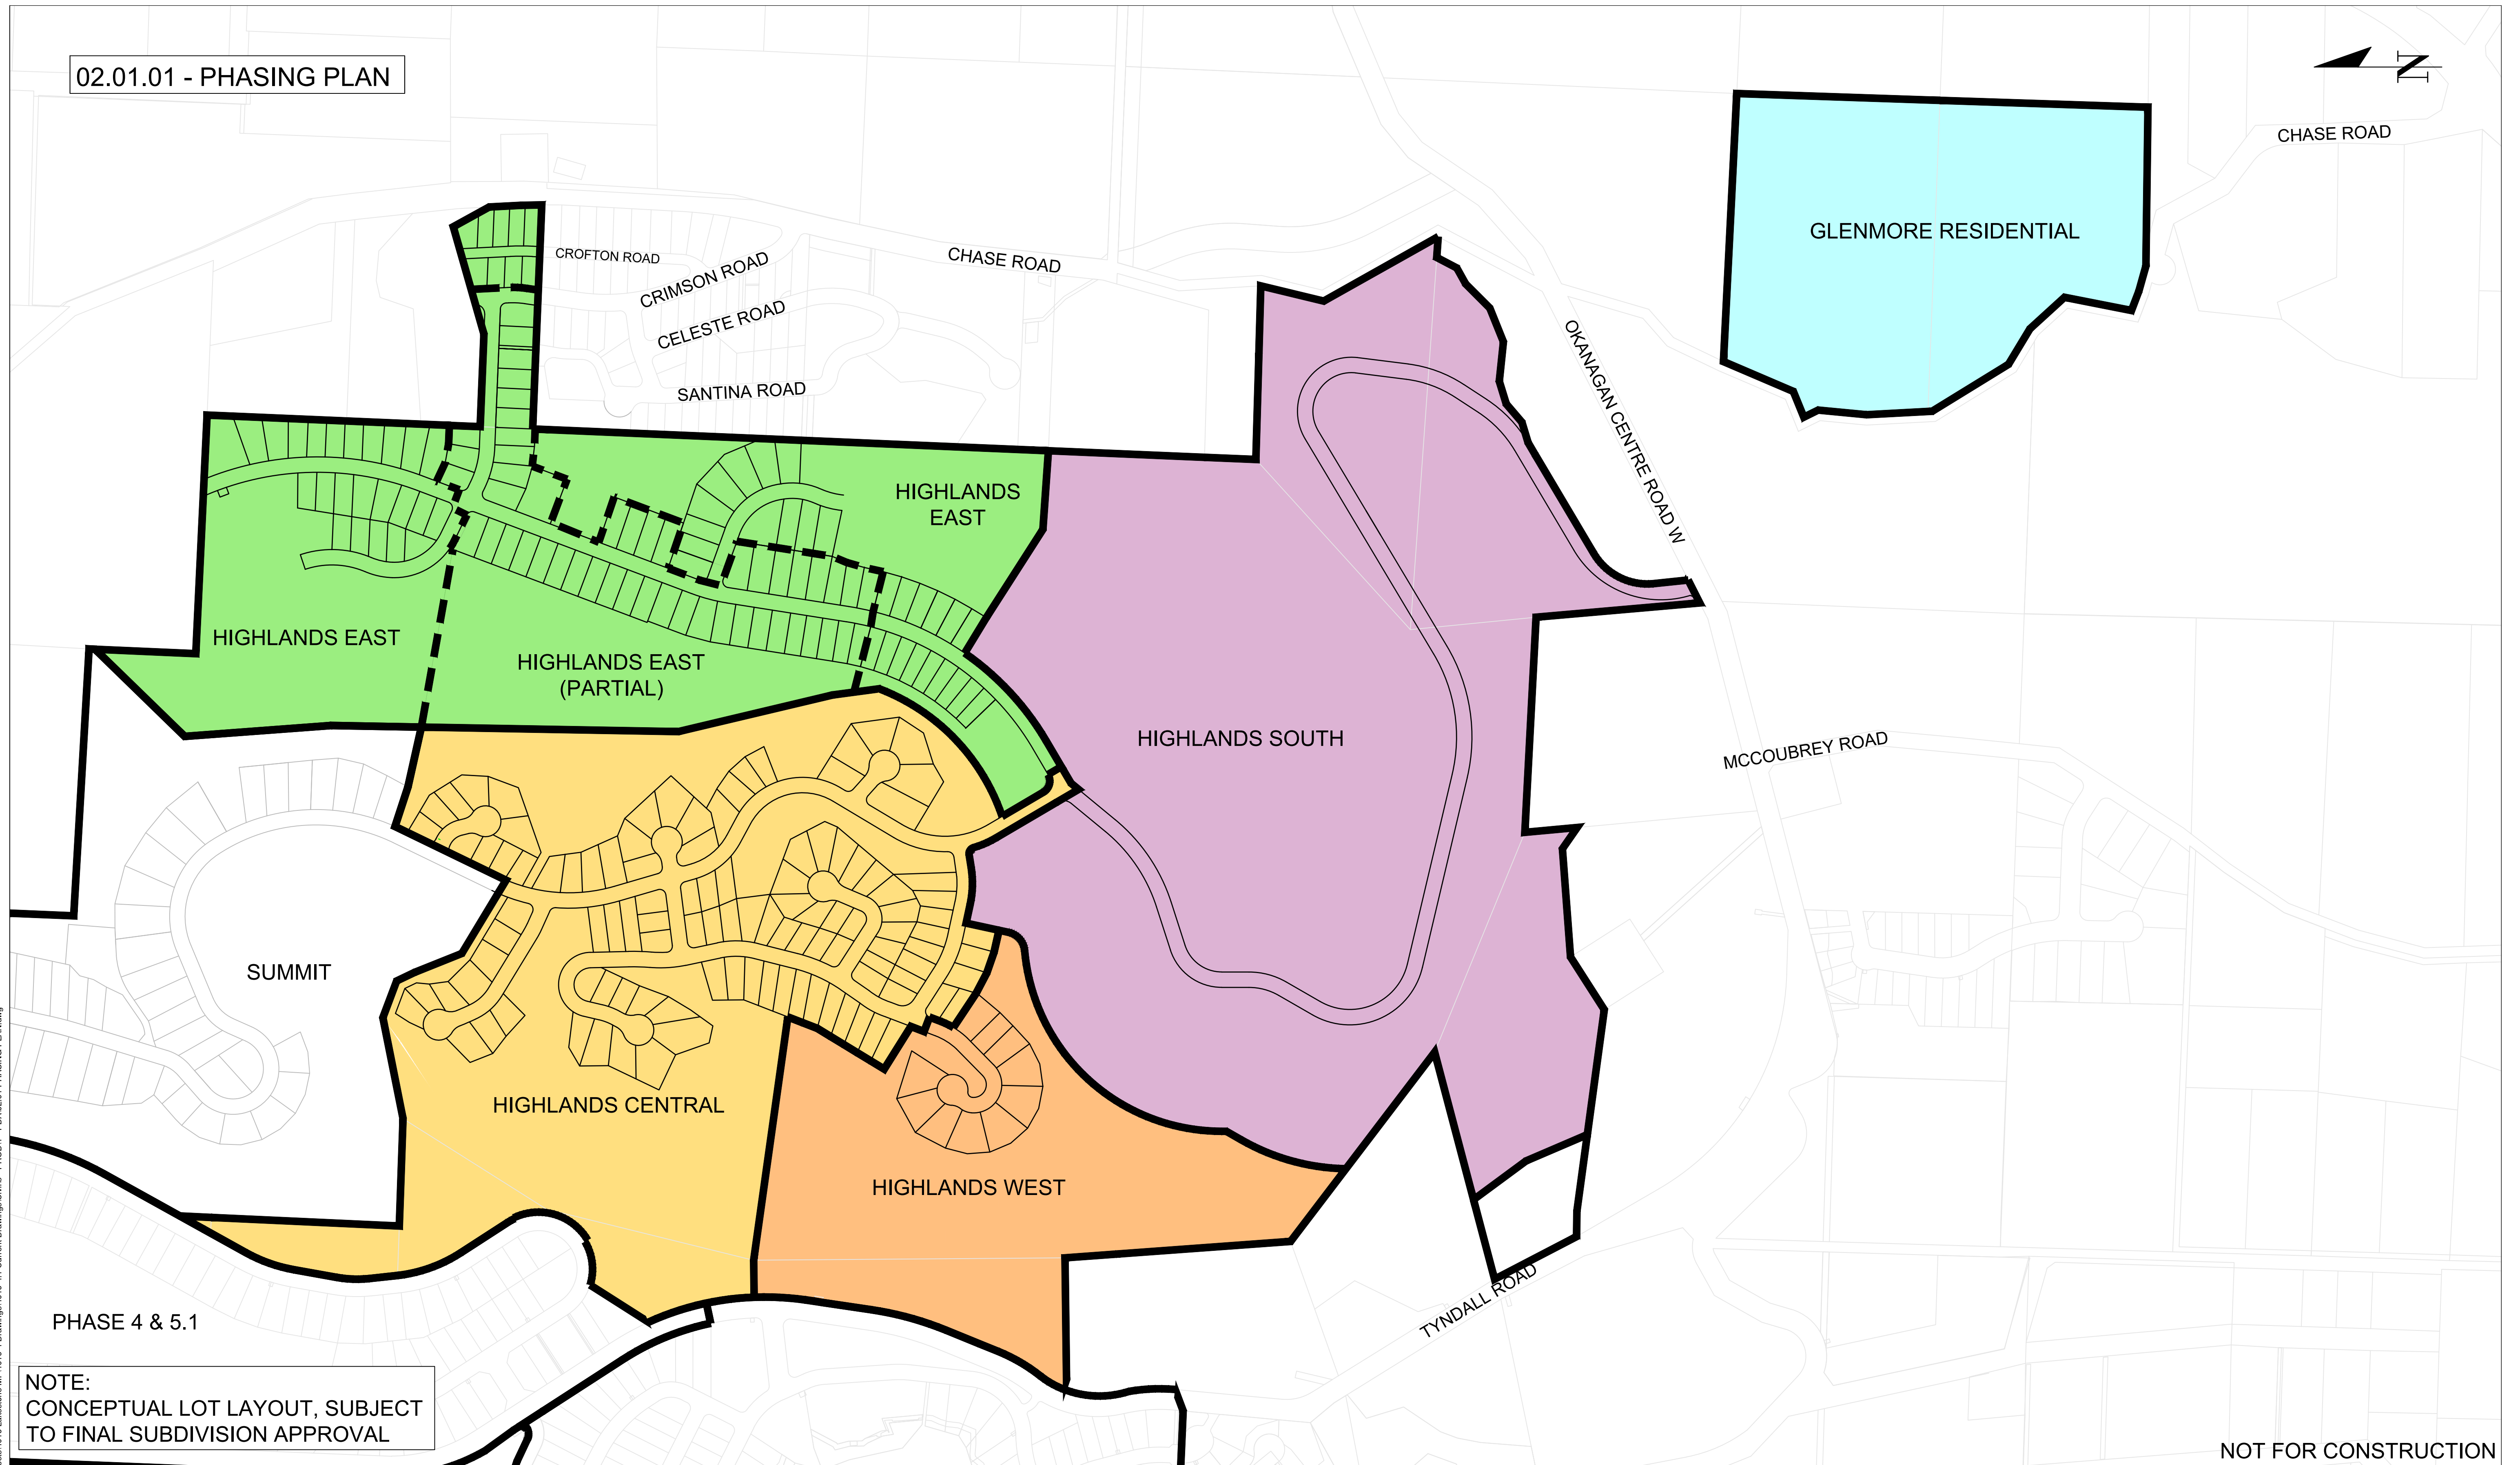 02.01.01 - PHASING PLAN
N
CHASE ROAD
GLENMORE RESIDENTIAL
CROFTON ROAD
CRIMSON ROAD
CHASE ROAD
CELESTE ROAD
SANTINA ROAD
OKANAGAN CENTRE ROAD W
HIGHLANDS
EAST
HIGHLANDS EAST
HIGHLANDS EAST
(PARTIAL)
HIGHLANDS SOUTH
MCCOUBREY ROAD
SUMMIT
HIGHLANDS CENTRAL
HIGHLANDS WEST
TYNDALL ROAD
PHASE 4 & 5.1
NOTE:
CONCEPTUAL LOT LAYOUT, SUBJECT
TO FINAL SUBDIVISION APPROVAL
NOT FOR CONSTRUCTION